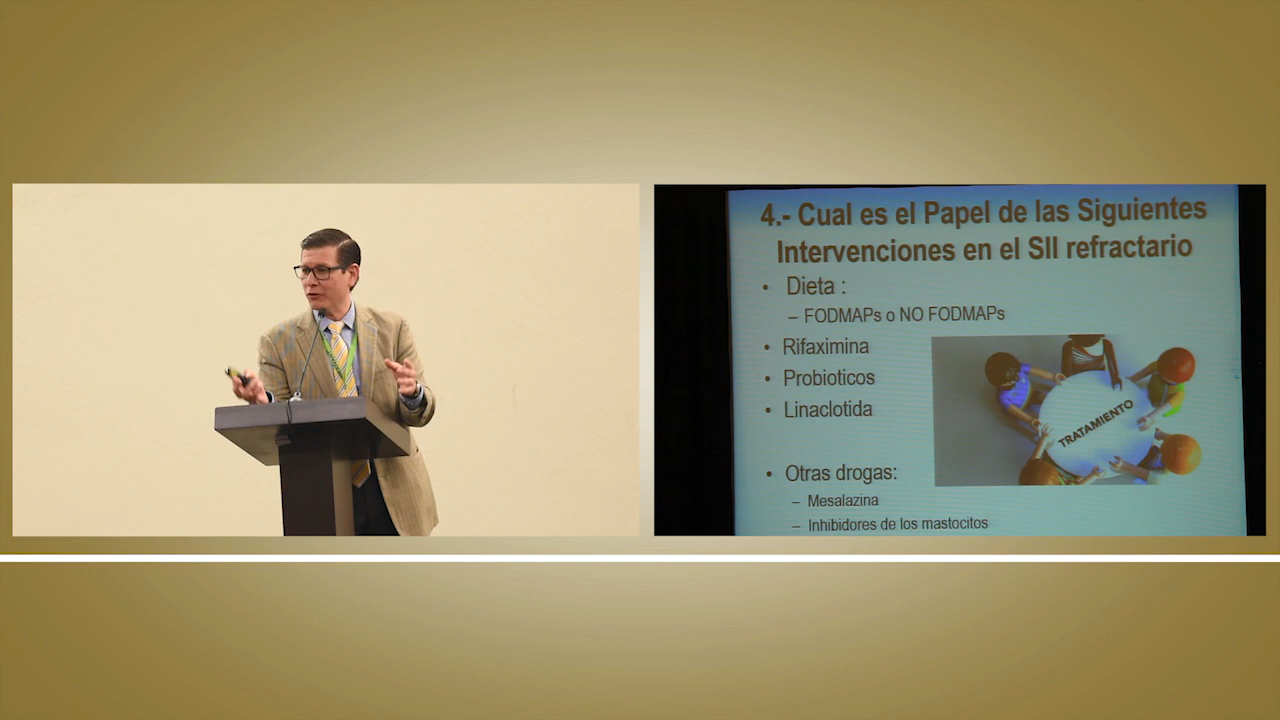 4.- Cual es el Papel de las Siguientes
Intervenciones en el SII refractario
• Dieta :
– FODMAPs o NO FODMAPs
• Rifaximina
• Probioticos
• Linaclotida
TRATAMIENTO
• Otras drogas:
– Mesalazina
– Inhibidores de los mastocitos